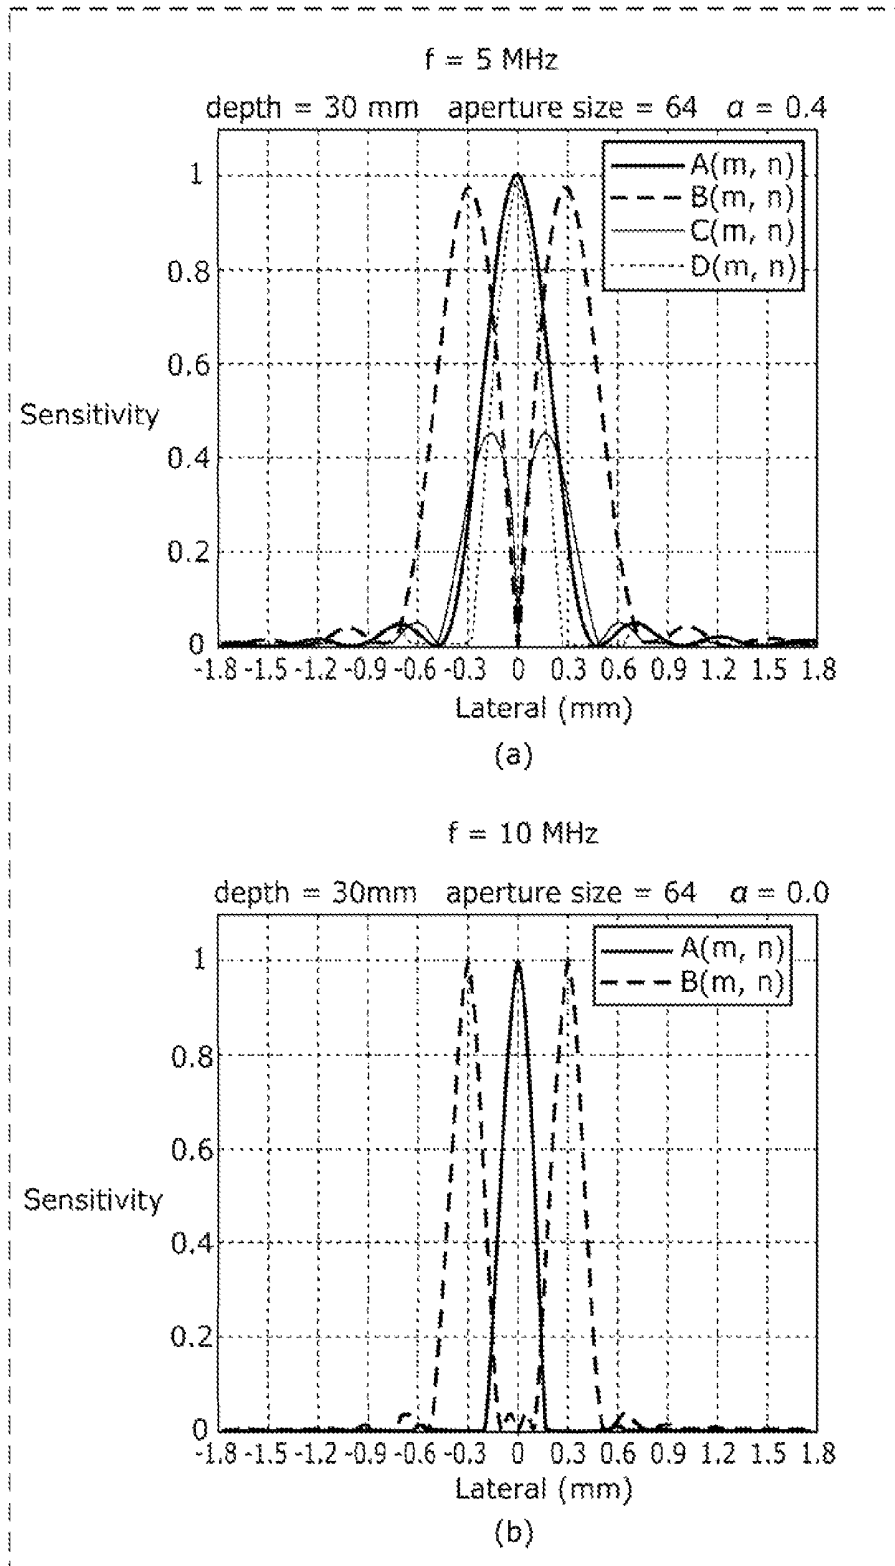 f = 5 MHz
depth = 30 mm aperture size = 64 α = 0.4
A(m, n)
B(m, n)
C(m, n)
D(m, n)
1
0.8
0.6
Sensitivity
0.4
0.2
0
-1.8 -1.5 -1.2 -0.9 -0.6 -0.3 0 0.3 0.6 0.9 1.2 1.5 1.8
Lateral (mm)
(a)
f = 10 MHz
depth = 30mm aperture size = 64 α = 0.0
A(m, n)
B(m, n)
1
0.8
0.6
Sensitivity
0.4
0.2
0
-1.8 -1.5 -1.2 -0.9 -0.6 -0.3 0 0.3 0.6 0.9 1.2 1.5 1.8
Lateral (mm)
(b)